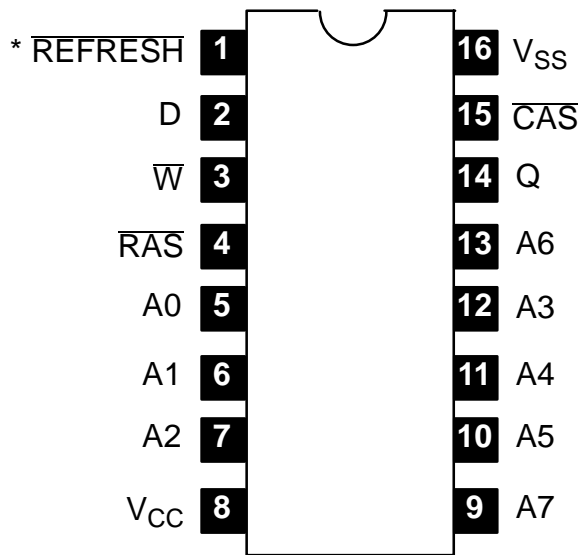 * REFRESH 1 16 VSS
D 2 15 CAS
W 3 14 Q
RAS 4 13 A6
A0 5 12 A3
A1 6 11 A4
A2 7 10 A5
VCC 8 9 A7